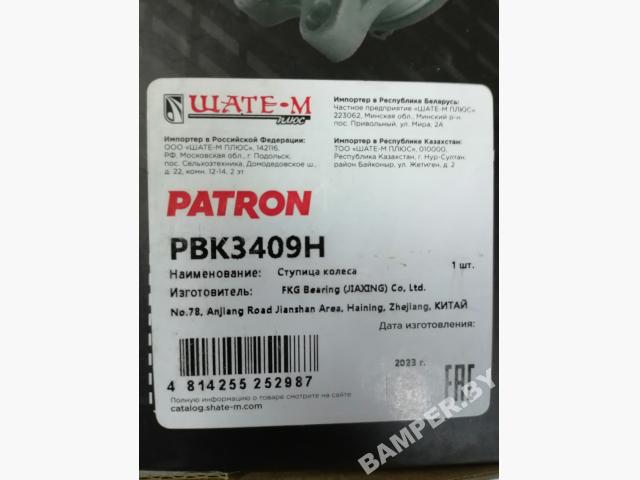 ШАТЕ-М
ПЛЮС
Импортер в Российской Федерации:
ООО «ШАТЕ-М ПЛЮС», 142116,
РФ, Московская обл., г. Подольск,
пос. Сельхозтехника, Домодедовское ш.,
д. 22, комн. 12-14, 2 эт
Импортер в Республике Беларусь:
Частное предприятие «ШАТЕ-М ПЛЮС»
223062, Минская обл., Минский р-н,
пос. Привольный, ул. Мира, 2А
Импортер в Республике Казахстан:
ТОО «ШАТЕ-М ПЛЮС», 010000,
Республика Казахстан, г. Нур-Султан,
район Байконыр, ул. Жетиген, д. 2
PATRON
PBK3409H
Наименование: Ступица колеса 1 шт.
Изготовитель: FKG Bearing (JIAXING) Co., Ltd.
No.78, Anjiang Road Jianshan Area, Haining, Zhejiang, КИТАЙ
Дата изготовления:
2023 г.
4 814255 252987
EAC
Полную информацию о товаре смотрите на сайте
catalog.shate-m.com
BAMPER.BY